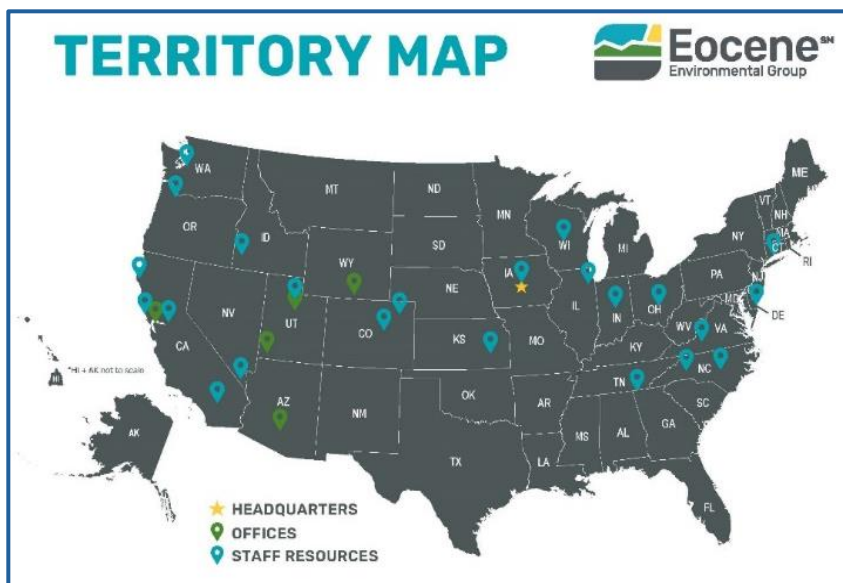 TERRITORY MAP
Eocene SM
Environmental Group
WA
MT
ND
MN
ME
VT
NH
MA
OR
ID
SD
WI
MI
NY
CT
RI
WY
IA
NE
PA
NJ
NV
UT
CO
IL
IN
OH
MD
DE
CA
KS
MO
WV
VA
KY
*HI + AK not to scale
HI
AZ
NM
OK
AR
TN
NC
SC
AK
TX
LA
MS
AL
GA
FL
HEADQUARTERS
OFFICES
STAFF RESOURCES